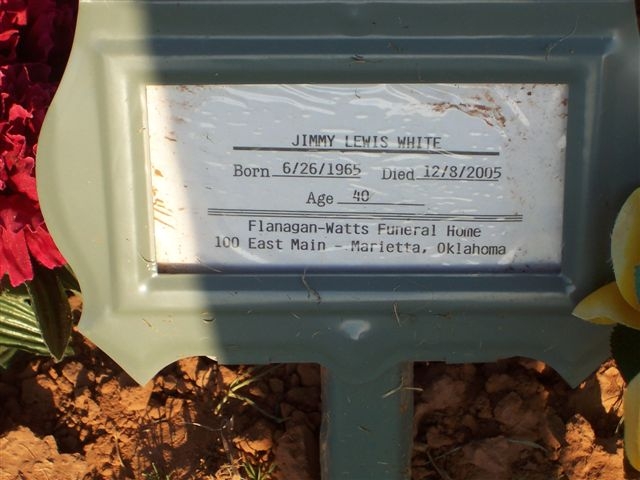 JIMMY LEWIS WHITE
Born 6/26/1965 Died 12/8/2005
Age 40
Flanagan-Watts Funeral Home
100 East Main - Marietta, Oklahoma